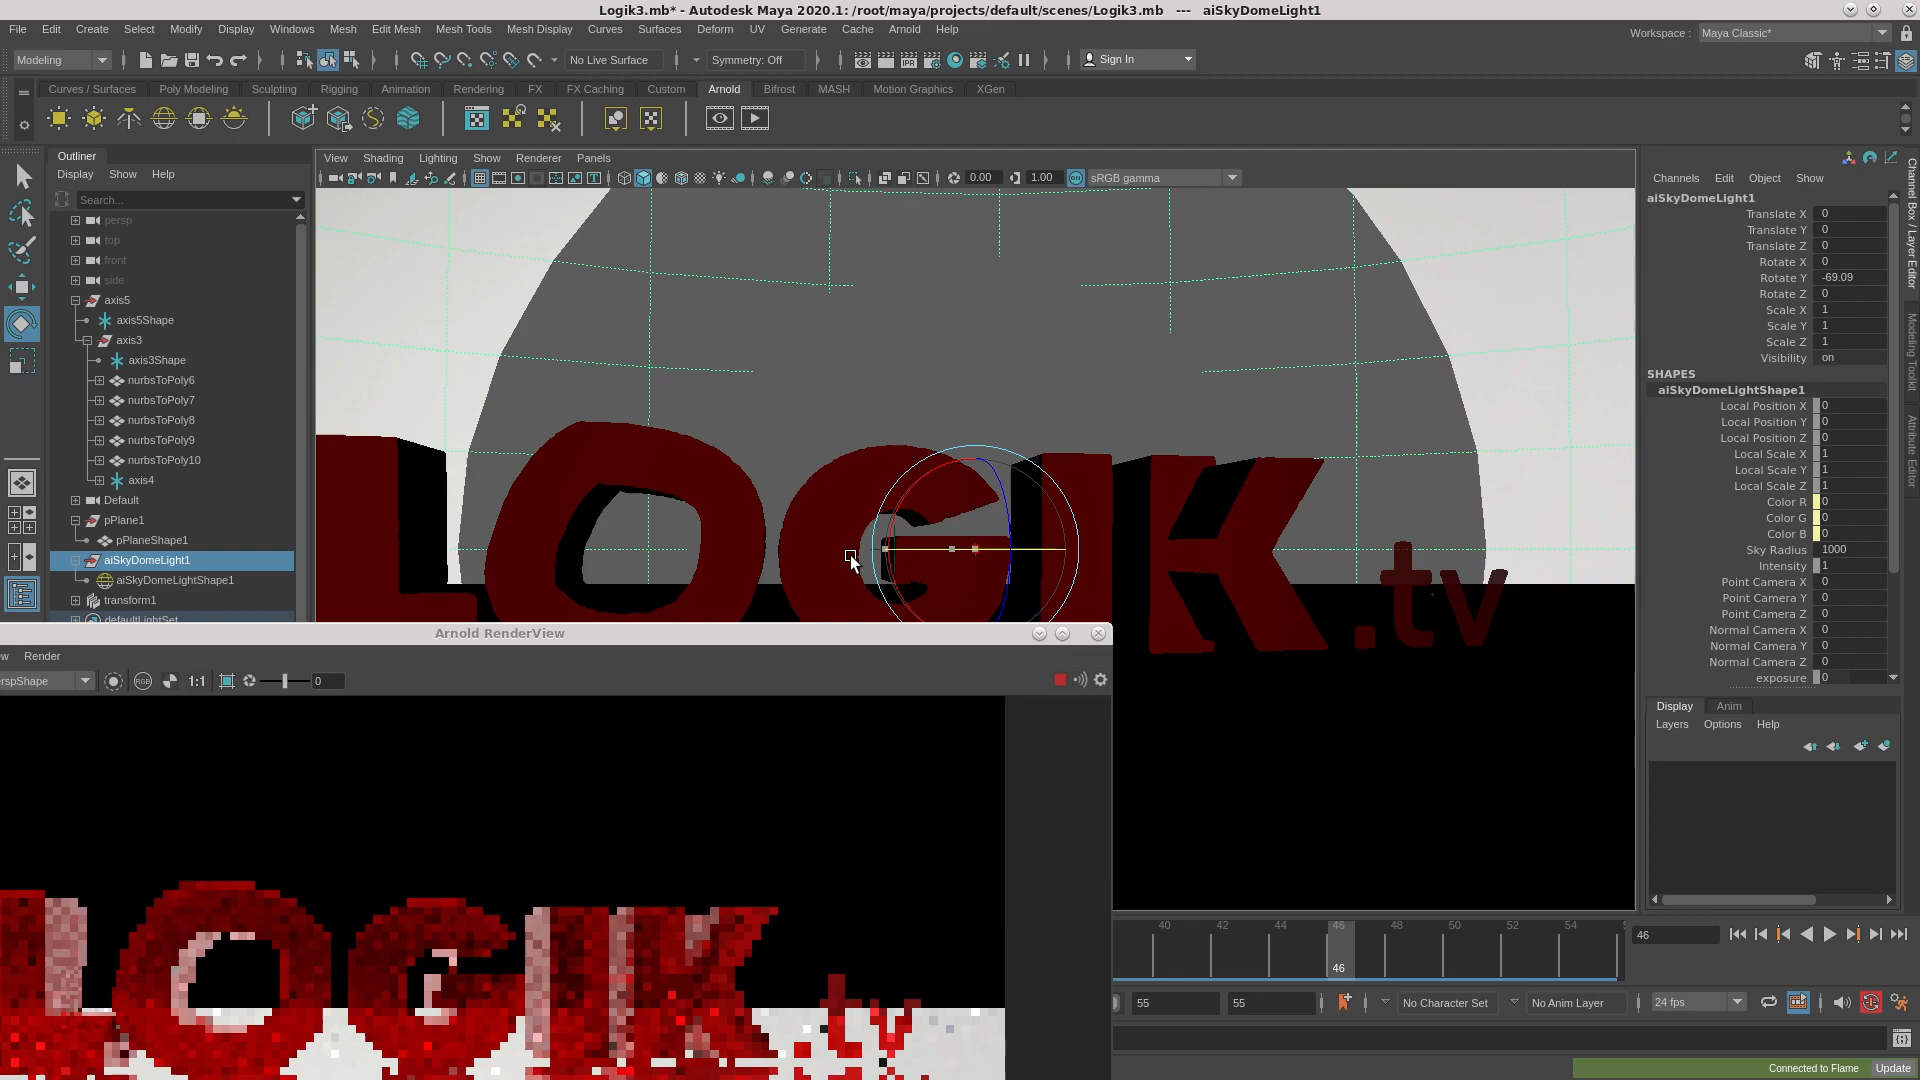 Logik3.mb* - Autodesk Maya 2020.1: /root/maya/projects/default/scenes/Logik3.mb --- aiSkyDomeLight1
File Edit Create Select Modify Display Windows Mesh Edit Mesh Mesh Tools Mesh Display Curves Surfaces Deform UV Generate Cache Arnold Help
Workspace : Maya Classic*
Modeling No Live Surface Symmetry: Off Sign In
Curves / Surfaces Poly Modeling Sculpting Rigging Animation Rendering FX FX Caching Custom Arnold Bifrost MASH Motion Graphics XGen
Outliner
Display Show Help
Search...
persp
top
front
side
axis5
axis5Shape
axis3
axis3Shape
nurbsToPoly6
nurbsToPoly7
nurbsToPoly8
nurbsToPoly9
nurbsToPoly10
axis4
Default
pPlane1
pPlaneShape1
aiSkyDomeLight1
aiSkyDomeLightShape1
transform1
defaultLightSet
View Shading Lighting Show Renderer Panels
0.00 1.00 ON sRGB gamma
LOGIK.tv
Arnold RenderView
Render
rspShape RGB 1:1 0
LOGIK
Channels Edit Object Show
aiSkyDomeLight1
Translate X 0
Translate Y 0
Translate Z 0
Rotate X 0
Rotate Y -69.09
Rotate Z 0
Scale X 1
Scale Y 1
Scale Z 1
Visibility on
SHAPES
aiSkyDomeLightShape1
Local Position X 0
Local Position Y 0
Local Position Z 0
Local Scale X 1
Local Scale Y 1
Local Scale Z 1
Color R 0
Color G 0
Color B 0
Sky Radius 1000
Intensity 1
Point Camera X 0
Point Camera Y 0
Point Camera Z 0
Normal Camera X 0
Normal Camera Y 0
Normal Camera Z 0
exposure 0
Display Anim
Layers Options Help
Channel Box / Layer Editor
Modeling Toolkit
Attribute Editor
40 42 44 46 48 50 52 54
46
46
55 55 No Character Set No Anim Layer 24 fps
Connected to Flame Update